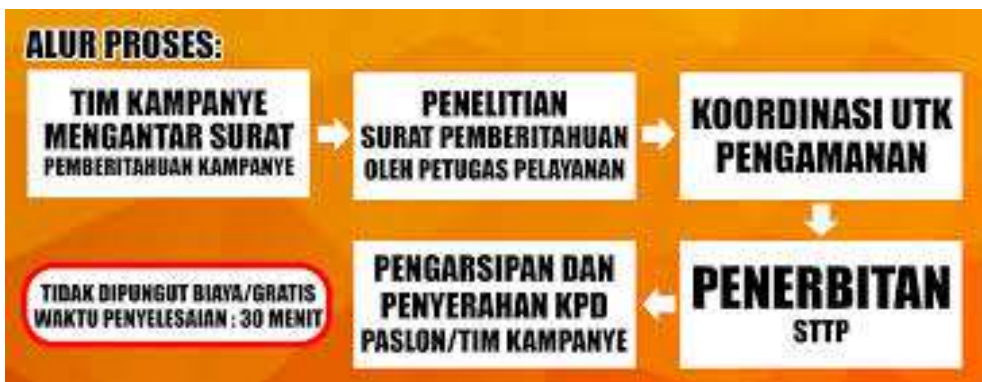 ALUR PROSES:
TIM KAMPANYE
MENGANTAR SURAT
PEMBERITAHUAN KAMPANYE
PENELITIAN
SURAT PEMBERITAHUAN
OLEH PETUGAS PELAYANAN
KOORDINASI UTK
PENGAMANAN
PENERBITAN
STTP
PENGARSIPAN DAN
PENYERAHAN KPD
PASLON/TIM KAMPANYE
TIDAK DIPUNGUT BIAYA/GRATIS
WAKTU PENYELESAIAN : 30 MENIT